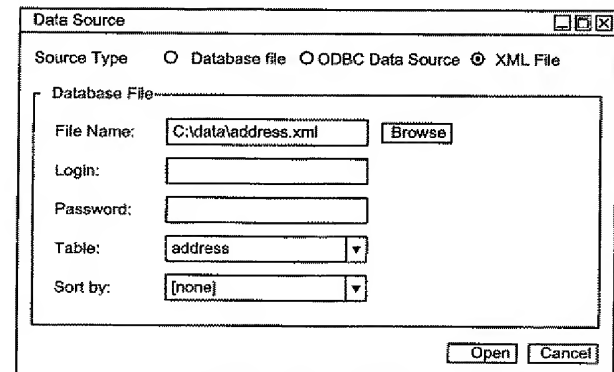 Data Source
Source Type Database file ODBC Data Source XML File
Database File
File Name: C:\data\address.xml Browse
Login:
Password:
Table: address
Sort by: [none]
Open Cancel